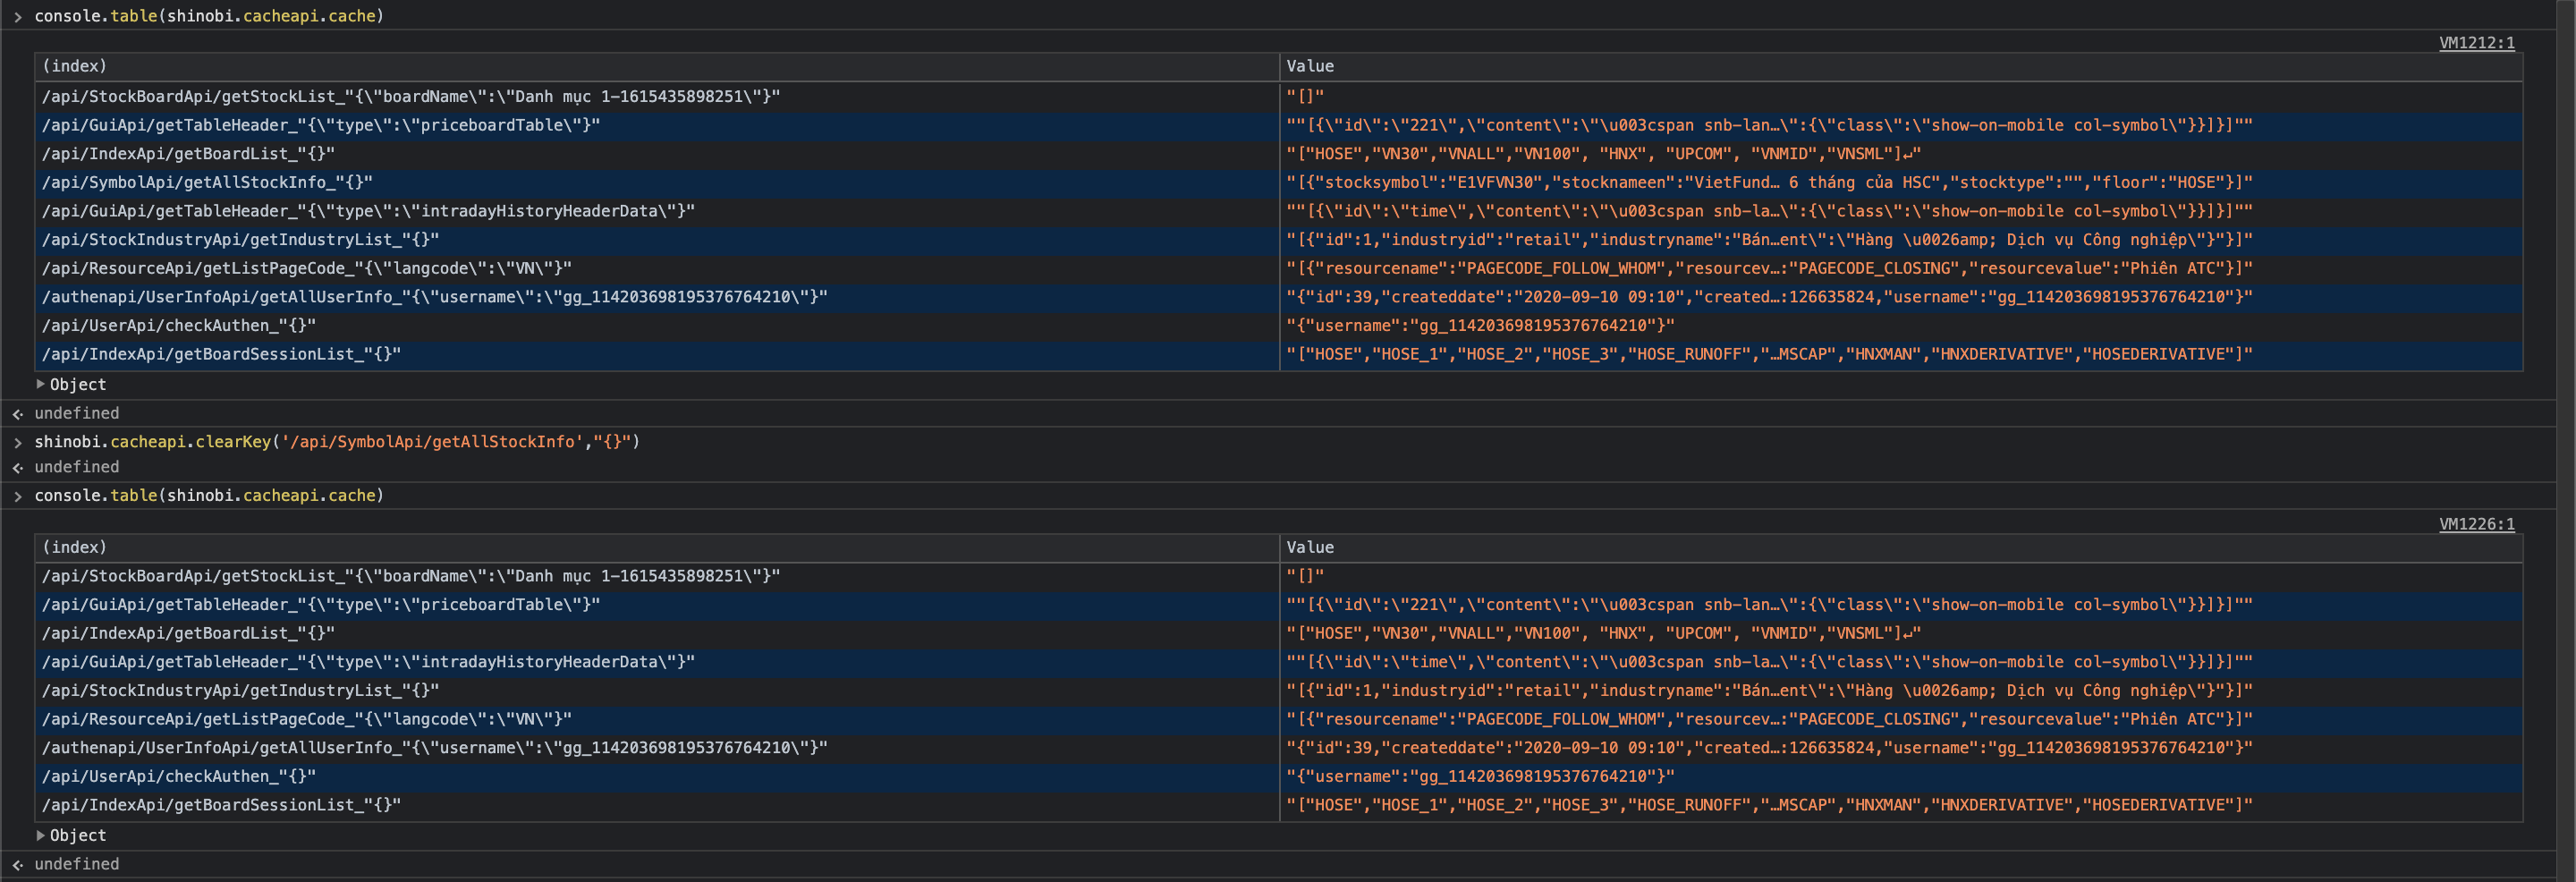 > console.table(shinobi.cacheapi.cache)
VM1212:1
(index) Value
/api/StockBoardApi/getStockList_"{\"boardName\":\"Danh mục 1-1615435898251\"}" "[]"
/api/GuiApi/getTableHeader_"{\"type\":\"priceboardTable\"}" ""[{\"id\":\"221\",\"content\":\"\u003cspan snb-lan…\":{\"class\":\"show-on-mobile col-symbol\"}}]}]""
/api/IndexApi/getBoardList_"{}" "["HOSE","VN30","VNALL","VN100", "HNX", "UPCOM", "VNMID","VNSML"]↵"
/api/SymbolApi/getAllStockInfo_"{}" "[{"stocksymbol":"E1VFVN30","stocknameen":"VietFund… 6 tháng của HSC","stocktype":"","floor":"HOSE"}]"
/api/GuiApi/getTableHeader_"{\"type\":\"intradayHistoryHeaderData\"}" ""[{\"id\":\"time\",\"content\":\"\u003cspan snb-la…\":{\"class\":\"show-on-mobile col-symbol\"}}]}]""
/api/StockIndustryApi/getIndustryList_"{}" "[{"id":1,"industryid":"retail","industryname":"Bán…ent\":\"Hàng \u0026amp; Dịch vụ Công nghiệp\"}"}]"
/api/ResourceApi/getListPageCode_"{\"langcode\":\"VN\"}" "[{"resourcename":"PAGECODE_FOLLOW_WHOM","resourcev…:"PAGECODE_CLOSING","resourcevalue":"Phiên ATC"}]"
/authenapi/UserInfoApi/getAllUserInfo_"{\"username\":\"gg_114203698195376764210\"}" "{"id":39,"createddate":"2020-09-10 09:10","created…:126635824,"username":"gg_114203698195376764210"}"
/api/UserApi/checkAuthen_"{}" "{"username":"gg_114203698195376764210"}"
/api/IndexApi/getBoardSessionList_"{}" "["HOSE","HOSE_1","HOSE_2","HOSE_3","HOSE_RUNOFF","…MSCAP","HNXMAN","HNXDERIVATIVE","HOSEDERIVATIVE"]"
▶ Object
undefined
> shinobi.cacheapi.clearKey('/api/SymbolApi/getAllStockInfo',"{}")
undefined
> console.table(shinobi.cacheapi.cache)
VM1226:1
(index) Value
/api/StockBoardApi/getStockList_"{\"boardName\":\"Danh mục 1-1615435898251\"}" "[]"
/api/GuiApi/getTableHeader_"{\"type\":\"priceboardTable\"}" ""[{\"id\":\"221\",\"content\":\"\u003cspan snb-lan…\":{\"class\":\"show-on-mobile col-symbol\"}}]}]""
/api/IndexApi/getBoardList_"{}" "["HOSE","VN30","VNALL","VN100", "HNX", "UPCOM", "VNMID","VNSML"]↵"
/api/GuiApi/getTableHeader_"{\"type\":\"intradayHistoryHeaderData\"}" ""[{\"id\":\"time\",\"content\":\"\u003cspan snb-la…\":{\"class\":\"show-on-mobile col-symbol\"}}]}]""
/api/StockIndustryApi/getIndustryList_"{}" "[{"id":1,"industryid":"retail","industryname":"Bán…ent\":\"Hàng \u0026amp; Dịch vụ Công nghiệp\"}"}]"
/api/ResourceApi/getListPageCode_"{\"langcode\":\"VN\"}" "[{"resourcename":"PAGECODE_FOLLOW_WHOM","resourcev…:"PAGECODE_CLOSING","resourcevalue":"Phiên ATC"}]"
/authenapi/UserInfoApi/getAllUserInfo_"{\"username\":\"gg_114203698195376764210\"}" "{"id":39,"createddate":"2020-09-10 09:10","created…:126635824,"username":"gg_114203698195376764210"}"
/api/UserApi/checkAuthen_"{}" "{"username":"gg_114203698195376764210"}"
/api/IndexApi/getBoardSessionList_"{}" "["HOSE","HOSE_1","HOSE_2","HOSE_3","HOSE_RUNOFF","…MSCAP","HNXMAN","HNXDERIVATIVE","HOSEDERIVATIVE"]"
▶ Object
undefined